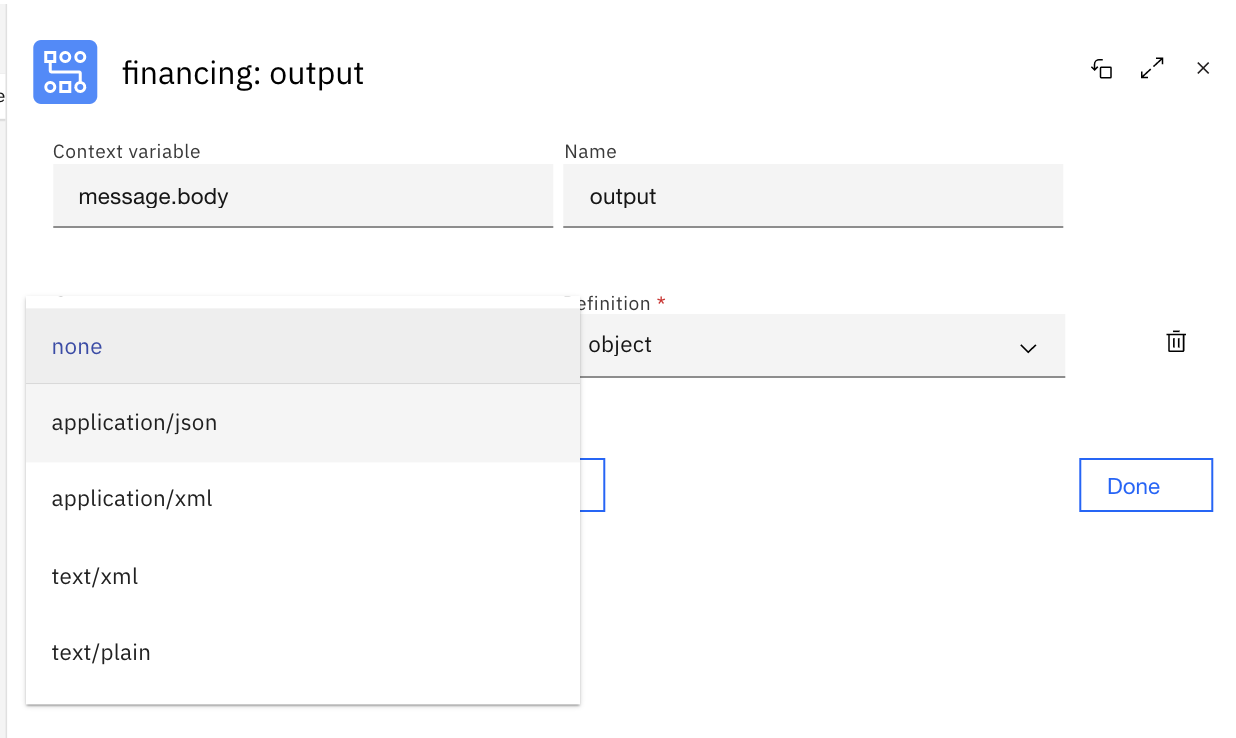 financing: output
Context variable
Name
message.body
output
efinition *
none
object
application/json
application/xml
Done
text/xml
text/plain